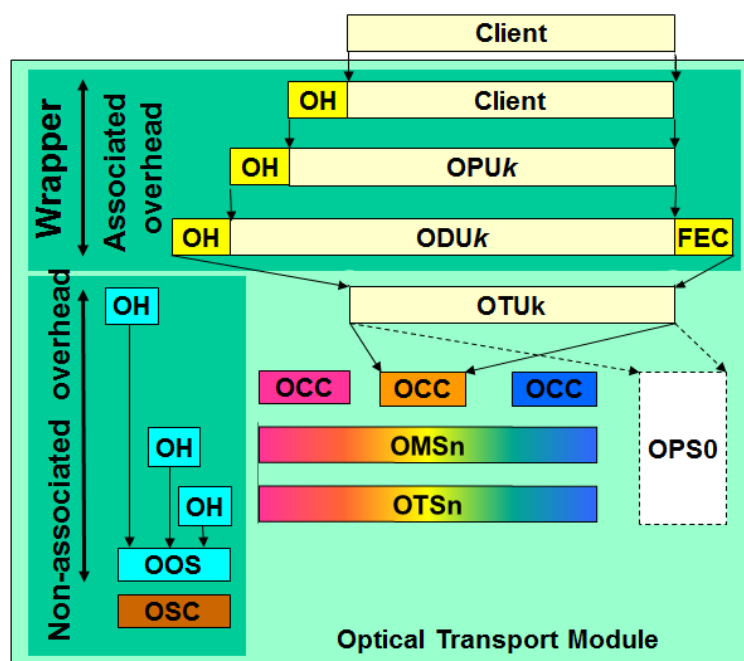 Client
Wrapper
Associated
overhead
OH Client
OH OPUk
OH ODUk FEC
Non-associated overhead
OH
OTUk
OCC OCC OCC
OH
OMSn
OPS0
OH
OTSn
OOS
OSC
Optical Transport Module